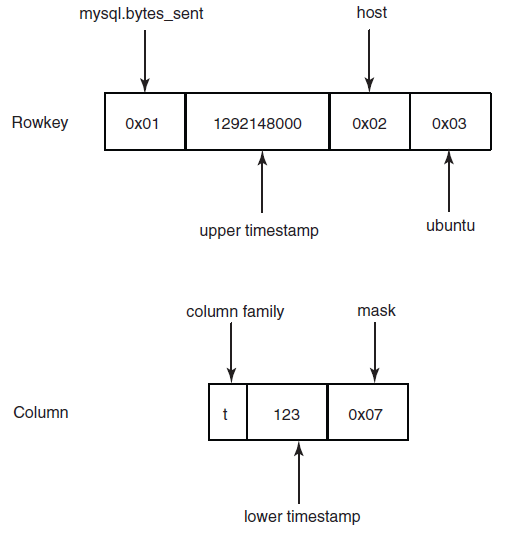 mysql.bytes_sent host
Rowkey 0x01 1292148000 0x02 0x03
upper timestamp ubuntu
column family mask
Column t 123 0x07
lower timestamp